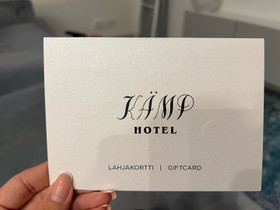 KÄMP
HOTEL
LAHJAKORTTI | GIFTCARD